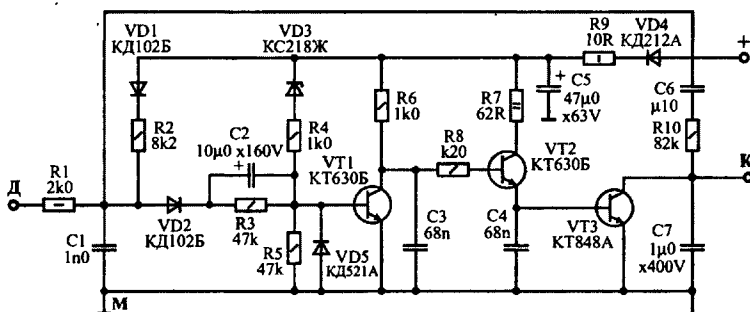 VD1
КД102Б
VD3
КС218Ж
R9
10R
VD4
КД212А
+
R2
8k2
C2
10μ0 x160V
+
R4
1k0
R6
1k0
R7
62R
+
C5
47μ0
x63V
C6
μ10
R10
82k
Д
R1
2k0
VT1
КТ630Б
R8
k20
VT2
КТ630Б
К
C1
1n0
VD2
КД102Б
R3
47k
R5
47k
VD5
КД521А
C3
68n
C4
68n
VT3
КТ848А
C7
1μ0
x400V
М